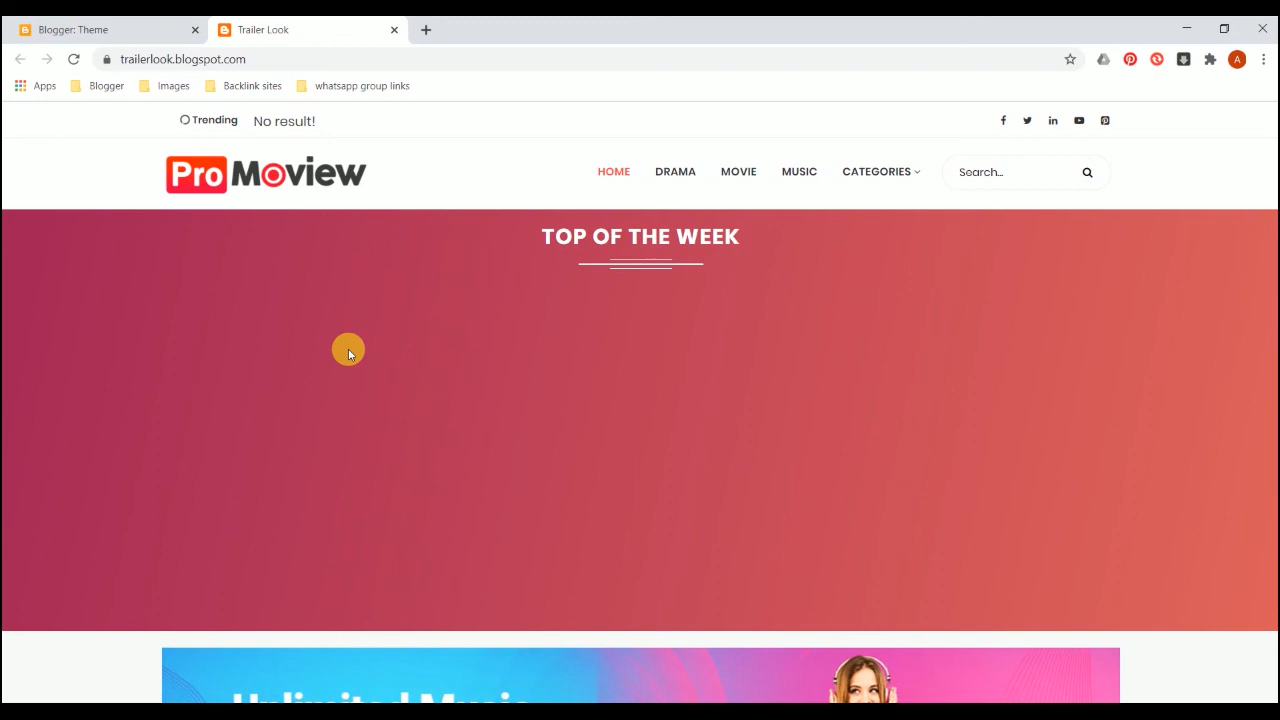 Blogger: Theme
Trailer Look
trailerlook.blogspot.com
A
Apps
Blogger
Images
Backlink sites
whatsapp group links
Trending
No result!
Pro Moview
HOME
DRAMA
MOVIE
MUSIC
CATEGORIES
Search...
TOP OF THE WEEK
Unlimited Music